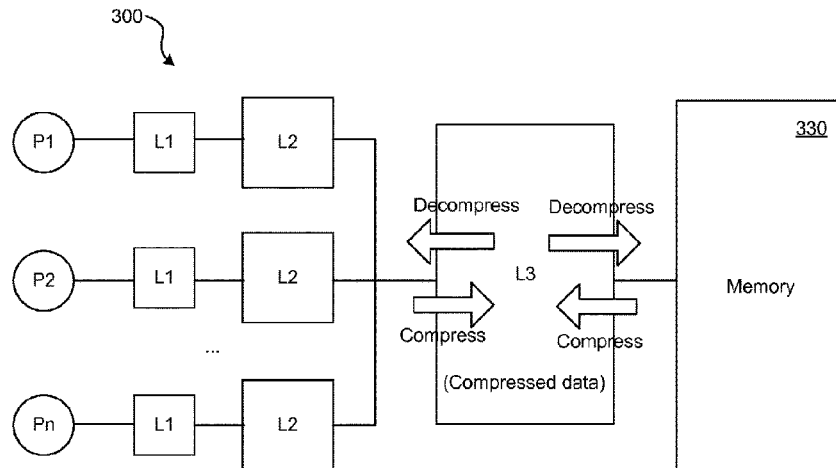 300
P1
L1
L2
330
Decompress
Decompress
P2
L1
L2
L3
Memory
Compress
Compress
...
(Compressed data)
Pn
L1
L2